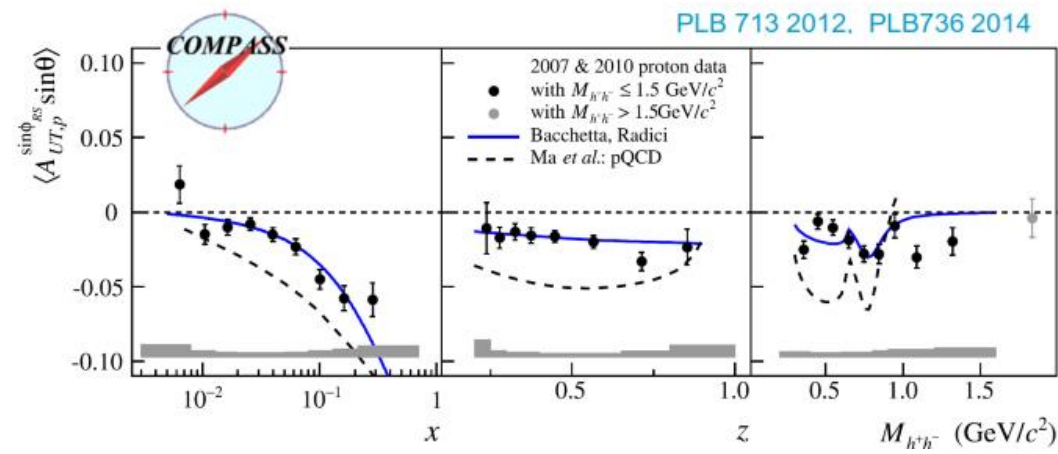 PLB 713 2012, PLB736 2014
COMPASS
⟨A_{UT,p}^{sinϕ_{RS}} sinθ⟩
0.10
0.05
0
-0.05
-0.10
2007 & 2010 proton data
with M_{h⁺h⁻} ≤ 1.5 GeV/c²
with M_{h⁺h⁻} > 1.5GeV/c²
Bacchetta, Radici
Ma et al.: pQCD
10⁻² 10⁻¹ 1
x
0.5 1.0
z
0.5 1.0 1.5
M_{h⁺h⁻} (GeV/c²)